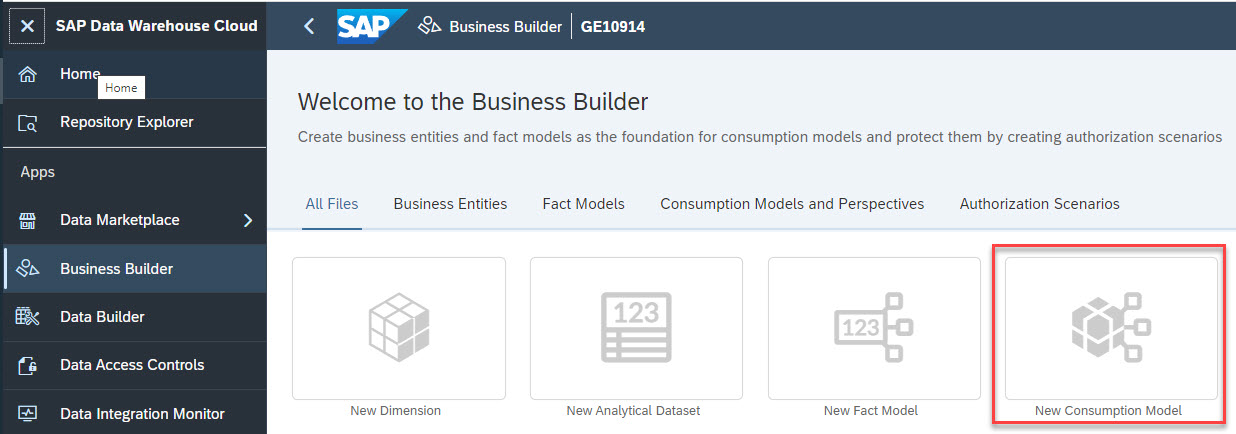 SAP Data Warehouse Cloud
Home
Home
Repository Explorer
Apps
Data Marketplace
Business Builder
Data Builder
Data Access Controls
Data Integration Monitor
SAP Business Builder GE10914
Welcome to the Business Builder
Create business entities and fact models as the foundation for consumption models and protect them by creating authorization scenarios
All Files Business Entities Fact Models Consumption Models and Perspectives Authorization Scenarios
123 123
New Dimension New Analytical Dataset New Fact Model New Consumption Model